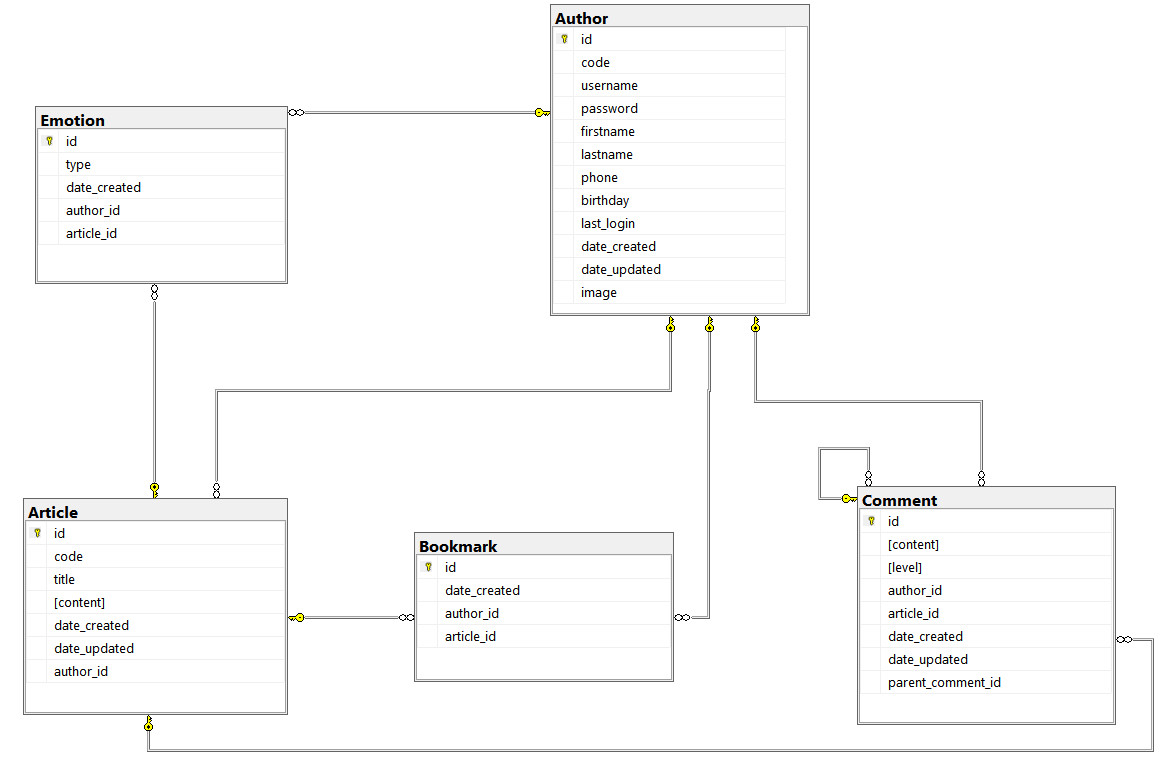 Author
id
code
username
password
firstname
lastname
phone
birthday
last_login
date_created
date_updated
image
Emotion
id
type
date_created
author_id
article_id
Article
id
code
title
[content]
date_created
date_updated
author_id
Bookmark
id
date_created
author_id
article_id
Comment
id
[content]
[level]
author_id
article_id
date_created
date_updated
parent_comment_id